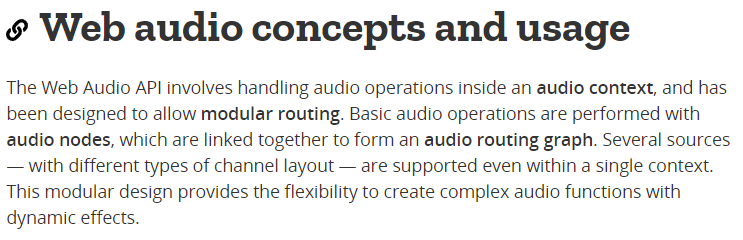 Web audio concepts and usage
The Web Audio API involves handling audio operations inside an audio context, and has
been designed to allow modular routing. Basic audio operations are performed with
audio nodes, which are linked together to form an audio routing graph. Several sources
— with different types of channel layout — are supported even within a single context.
This modular design provides the flexibility to create complex audio functions with
dynamic effects.